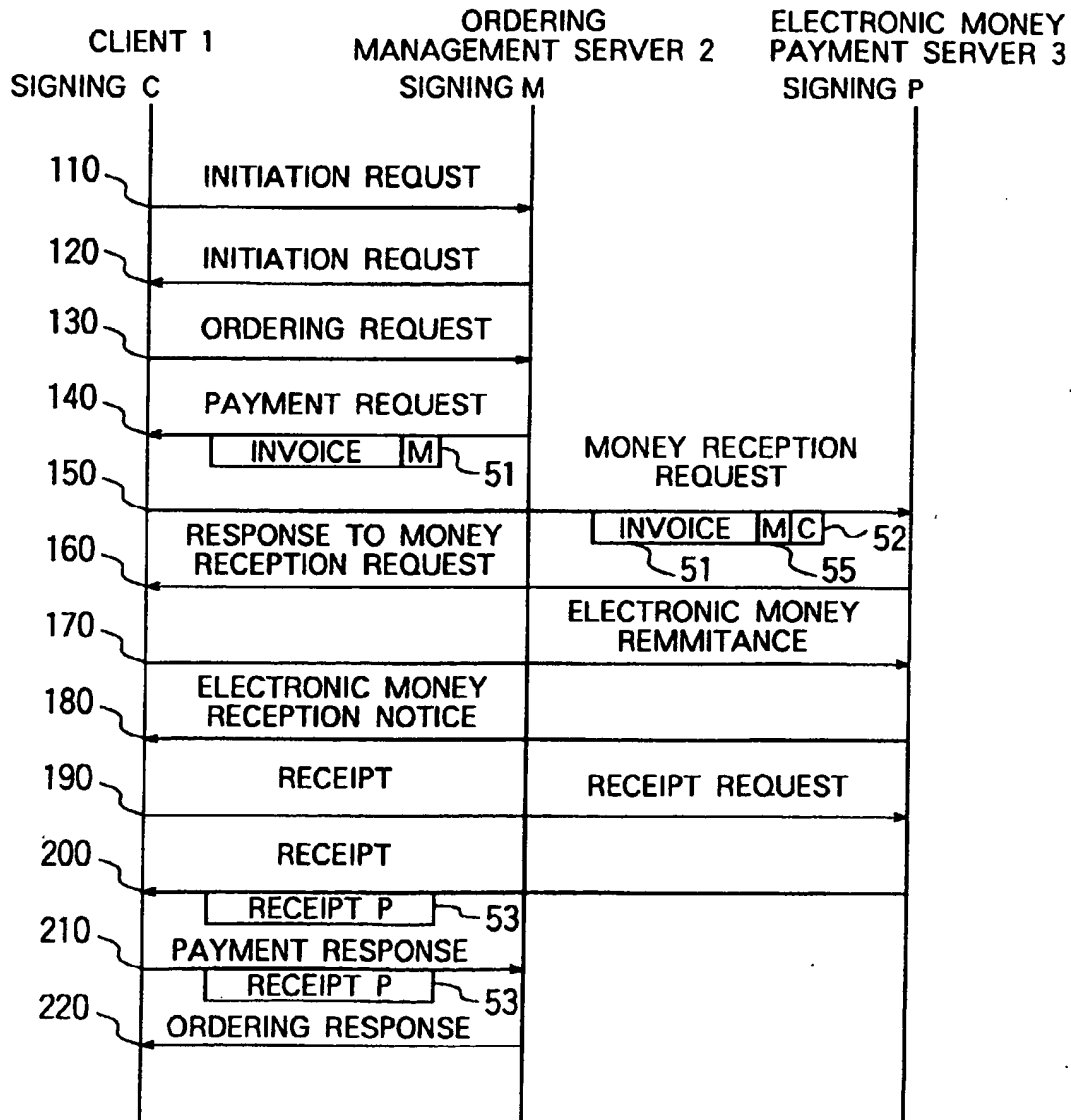 CLIENT 1
ORDERING
MANAGEMENT SERVER 2
ELECTRONIC MONEY
PAYMENT SERVER 3
SIGNING C
SIGNING M
SIGNING P
110
INITIATION REQUST
120
INITIATION REQUST
130
ORDERING REQUEST
140
PAYMENT REQUEST
INVOICE M
51
MONEY RECEPTION
REQUEST
150
INVOICE M C
52
51
55
RESPONSE TO MONEY
RECEPTION REQUEST
160
ELECTRONIC MONEY
REMMITANCE
170
ELECTRONIC MONEY
RECEPTION NOTICE
180
190
RECEIPT
RECEIPT REQUEST
200
RECEIPT
RECEIPT P
53
210
PAYMENT RESPONSE
RECEIPT P
53
220
ORDERING RESPONSE